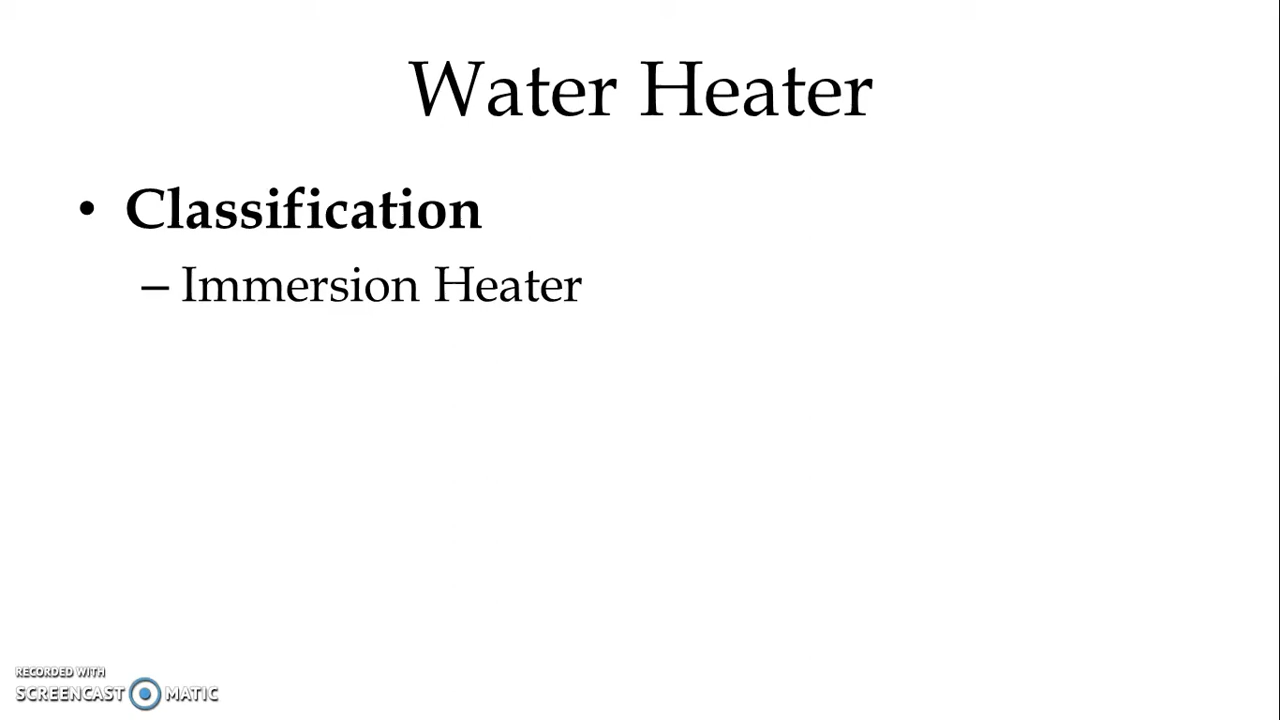 Water Heater
• Classification
– Immersion Heater
RECORDED WITH
SCREENCAST MATIC